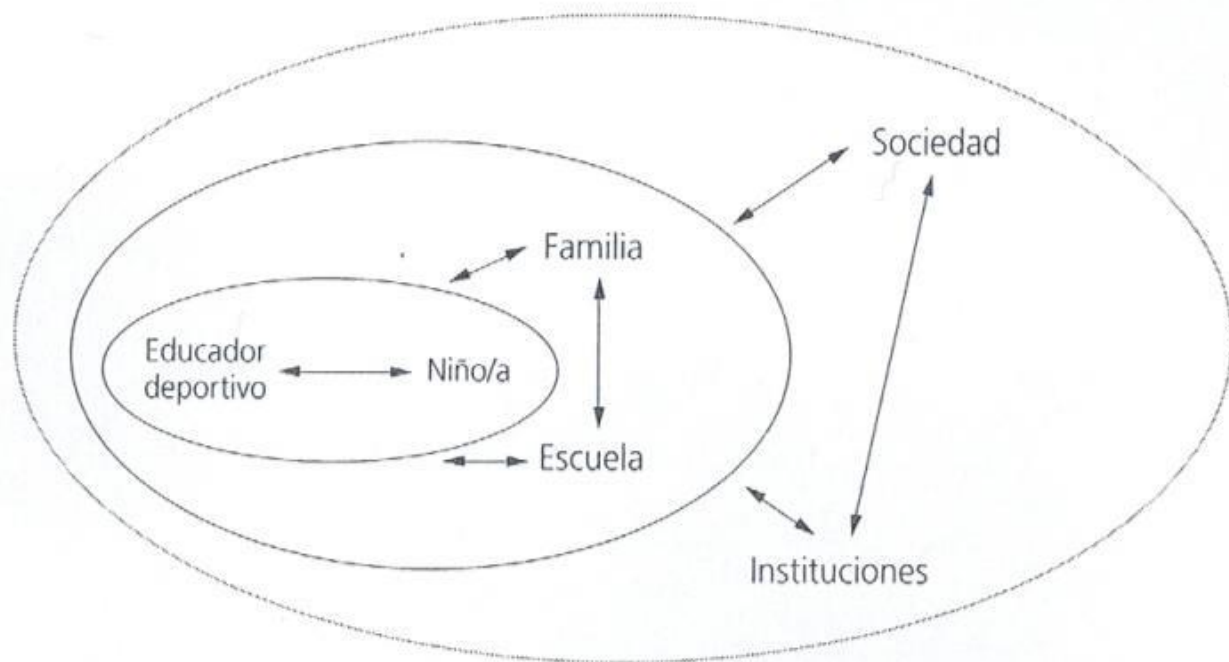 Sociedad
Familia
Educador
deportivo
Niño/a
Escuela
Instituciones